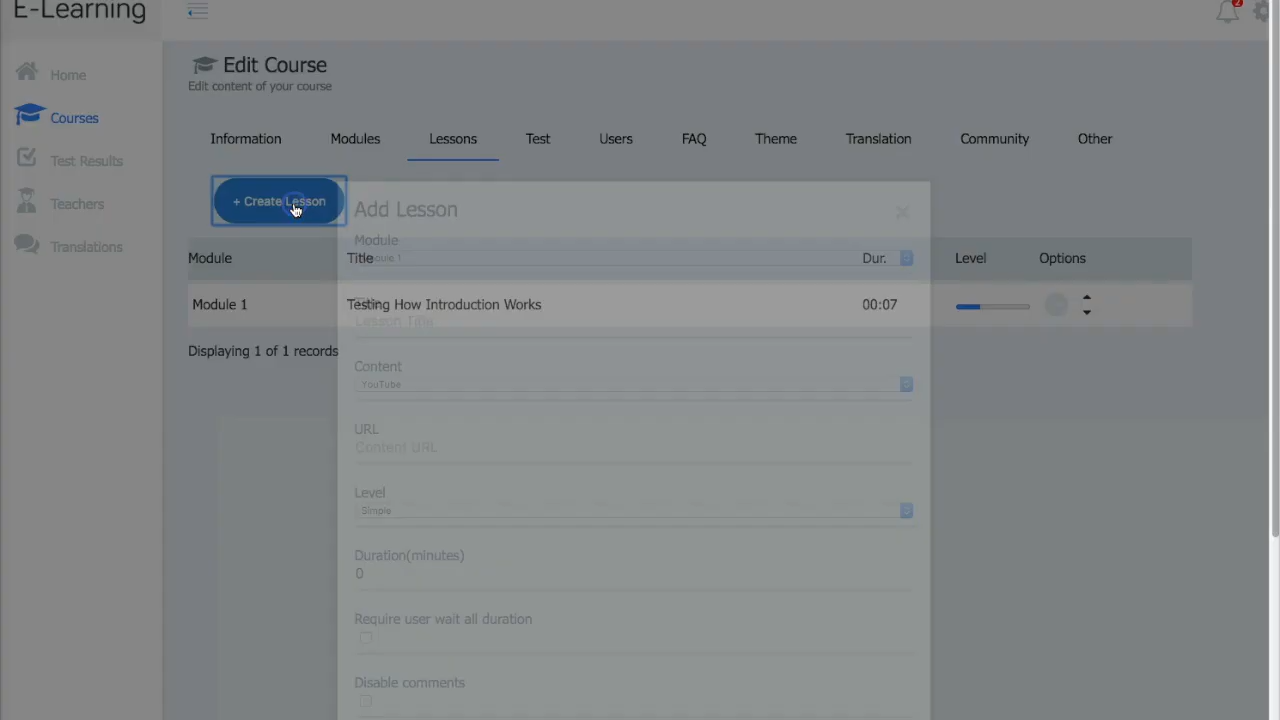 E-Learning
2
Home
Courses
Test Results
Teachers
Translations
Edit Course
Edit content of your course
Information Modules Lessons Test Users FAQ Theme Translation Community Other
+ Create Lesson
Add Lesson
Module
Module 1
Module Title Dur. Level Options
Module 1 Testing How Introduction Works 00:07
Title
Lesson Title
Displaying 1 of 1 records
Content
YouTube
URL
Content URL
Level
Simple
Duration(minutes)
0
Require user wait all duration
Disable comments